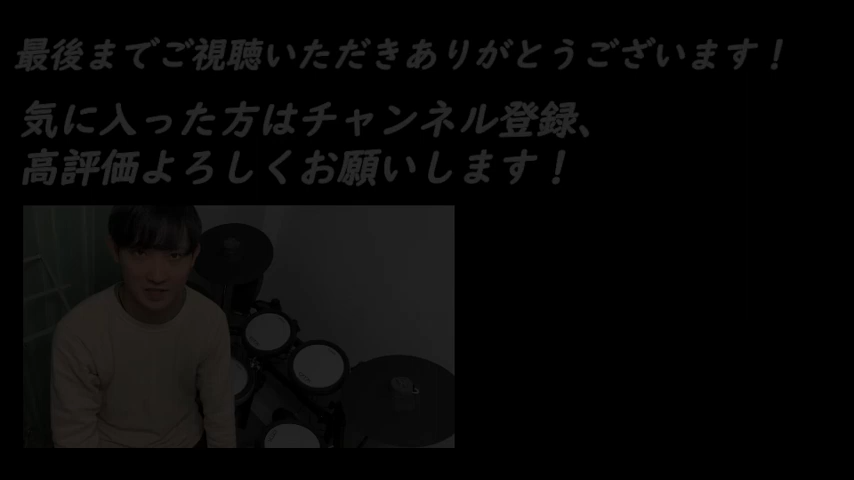 最後までご視聴いただきありがとうございます！
気に入った方はチャンネル登録、
高評価よろしくお願いします！